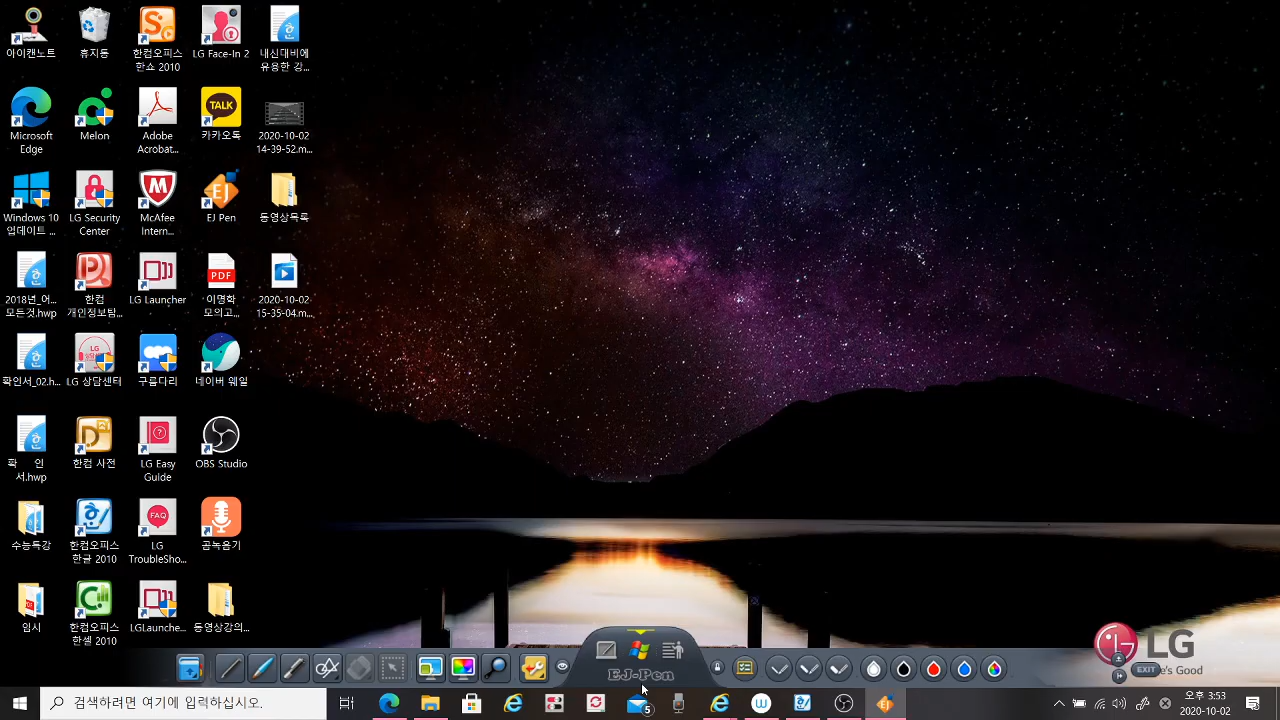 아이캔노트
휴지통
한컴오피스
한쇼 2010
LG Face-In 2
내신대비에
유용한 강...
Microsoft
Edge
Melon
Adobe
Acrobat...
TALK
카카오톡
2020-10-02
14-39-52.m...
Windows 10
업데이트 ...
LG Security
Center
McAfee
Intern...
EJ
EJ Pen
동영상목록
2018년_어...
모든것.hwp
한컴
개인정보탐...
LG Launcher
PDF
이명학
모의고...
2020-10-02
15-35-04.m...
확인서_02.h...
LG 상담센터
구름다리
네이버 웨일
확 인
서.hwp
한컴 사전
LG Easy
Guide
OBS Studio
수능특강
한컴오피스
한글 2010
FAQ
LG
TroubleSho...
곰녹음기
임시
한컴오피스
한셀 2010
LGLaunche...
동영상강의...
EJ-Pen
LG
EXIT
e's Good.
검색하려면 여기에 입력하십시오.
5
오후 3:53
2020-10-02